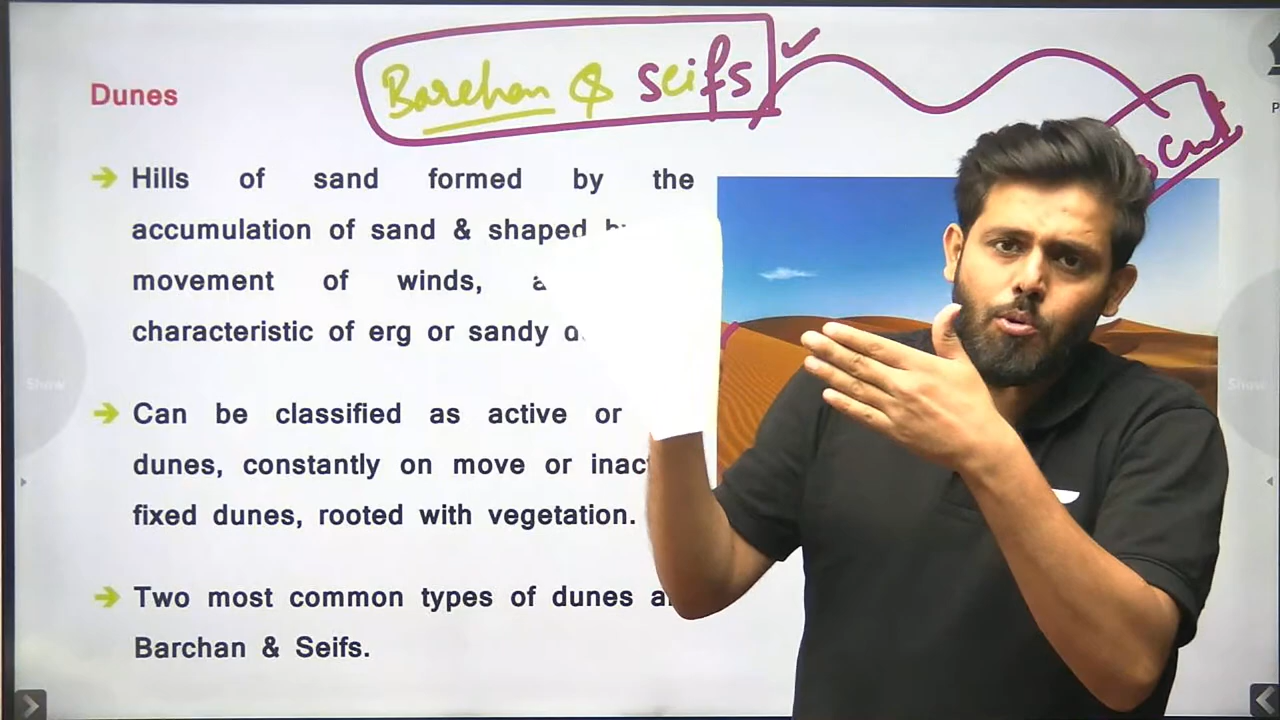 Barchan & seifs
Dunes
Hills of sand formed by the
accumulation of sand & shaped
movement of winds,
characteristic of erg or sandy
Can be classified as active or
dunes, constantly on move or
fixed dunes, rooted with vegetation.
Two most common types of dunes
Barchan & Seifs.
Show
Show